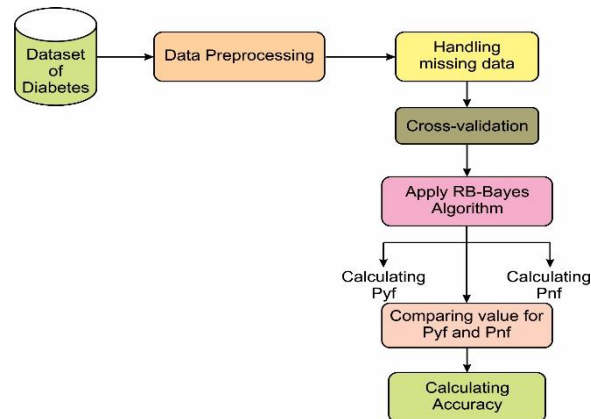 Dataset
of
Diabetes
Data Preprocessing
Handling
missing data
Cross-validation
Apply RB-Bayes
Algorithm
Calculating
Pyf
Calculating
Pnf
Comparing value for
Pyf and Pnf
Calculating
Accuracy